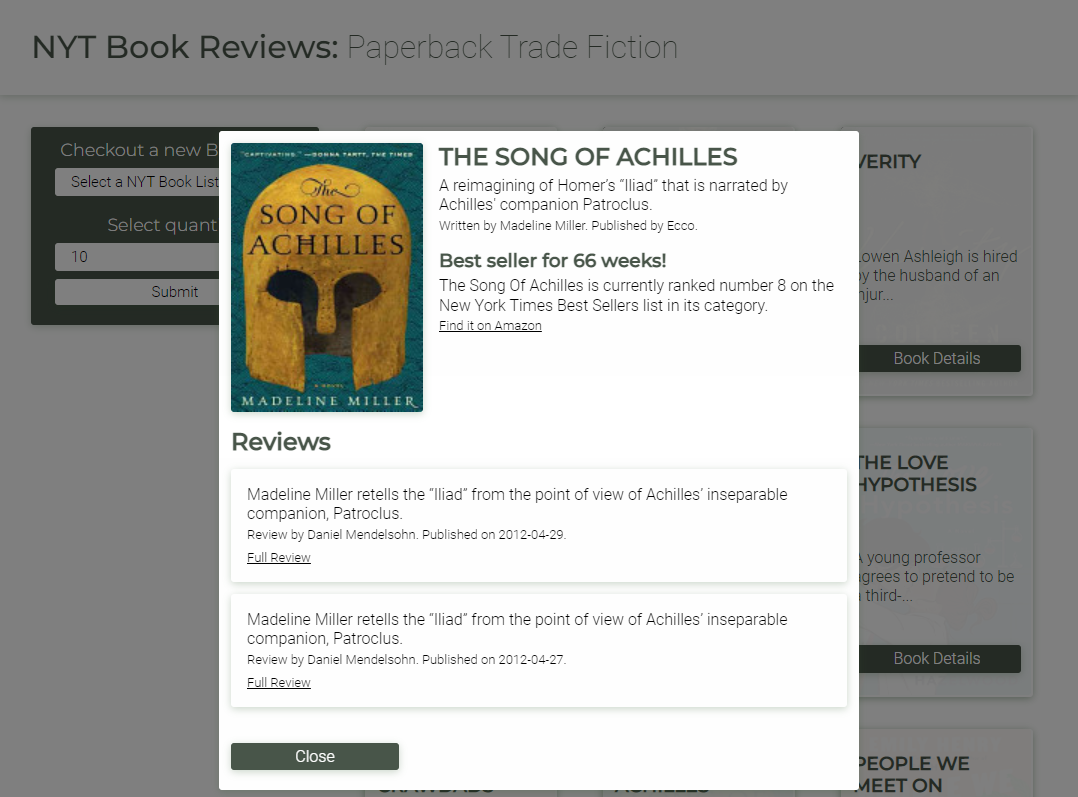 NYT Book Reviews: Paperback Trade Fiction
Checkout a new B
Select a NYT Book List
Select quant
10
Submit
"CAPTIVATING." —DONNA TARTT, THE TIMES
The
SONG OF
ACHILLES
A NOVEL
MADELINE MILLER
THE SONG OF ACHILLES
A reimagining of Homer’s “Iliad” that is narrated by
Achilles’ companion Patroclus.
Written by Madeline Miller. Published by Ecco.
Best seller for 66 weeks!
The Song Of Achilles is currently ranked number 8 on the
New York Times Best Sellers list in its category.
Find it on Amazon
Reviews
Madeline Miller retells the “Iliad” from the point of view of Achilles’ inseparable
companion, Patroclus.
Review by Daniel Mendelsohn. Published on 2012-04-29.
Full Review
Madeline Miller retells the “Iliad” from the point of view of Achilles’ inseparable
companion, Patroclus.
Review by Daniel Mendelsohn. Published on 2012-04-27.
Full Review
Close
VERITY
Lowen Ashleigh is hired
by the husband of an
injur...
Book Details
THE LOVE
HYPOTHESIS
A young professor
agrees to pretend to be
a third-...
Book Details
PEOPLE WE
MEET ON
CRAWDADS
ACHILLES